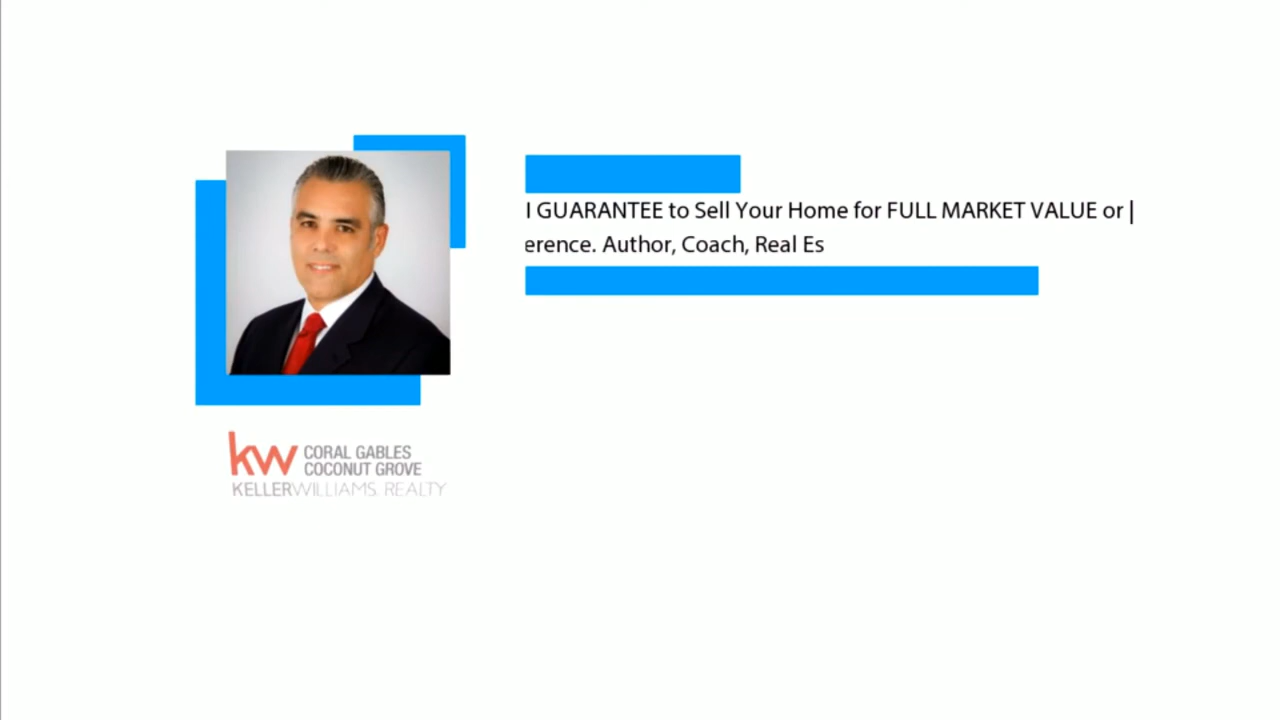 I GUARANTEE to Sell Your Home for FULL MARKET VALUE or |
erence. Author, Coach, Real Es
kw CORAL GABLES
COCONUT GROVE
KELLERWILLIAMS. REALTY